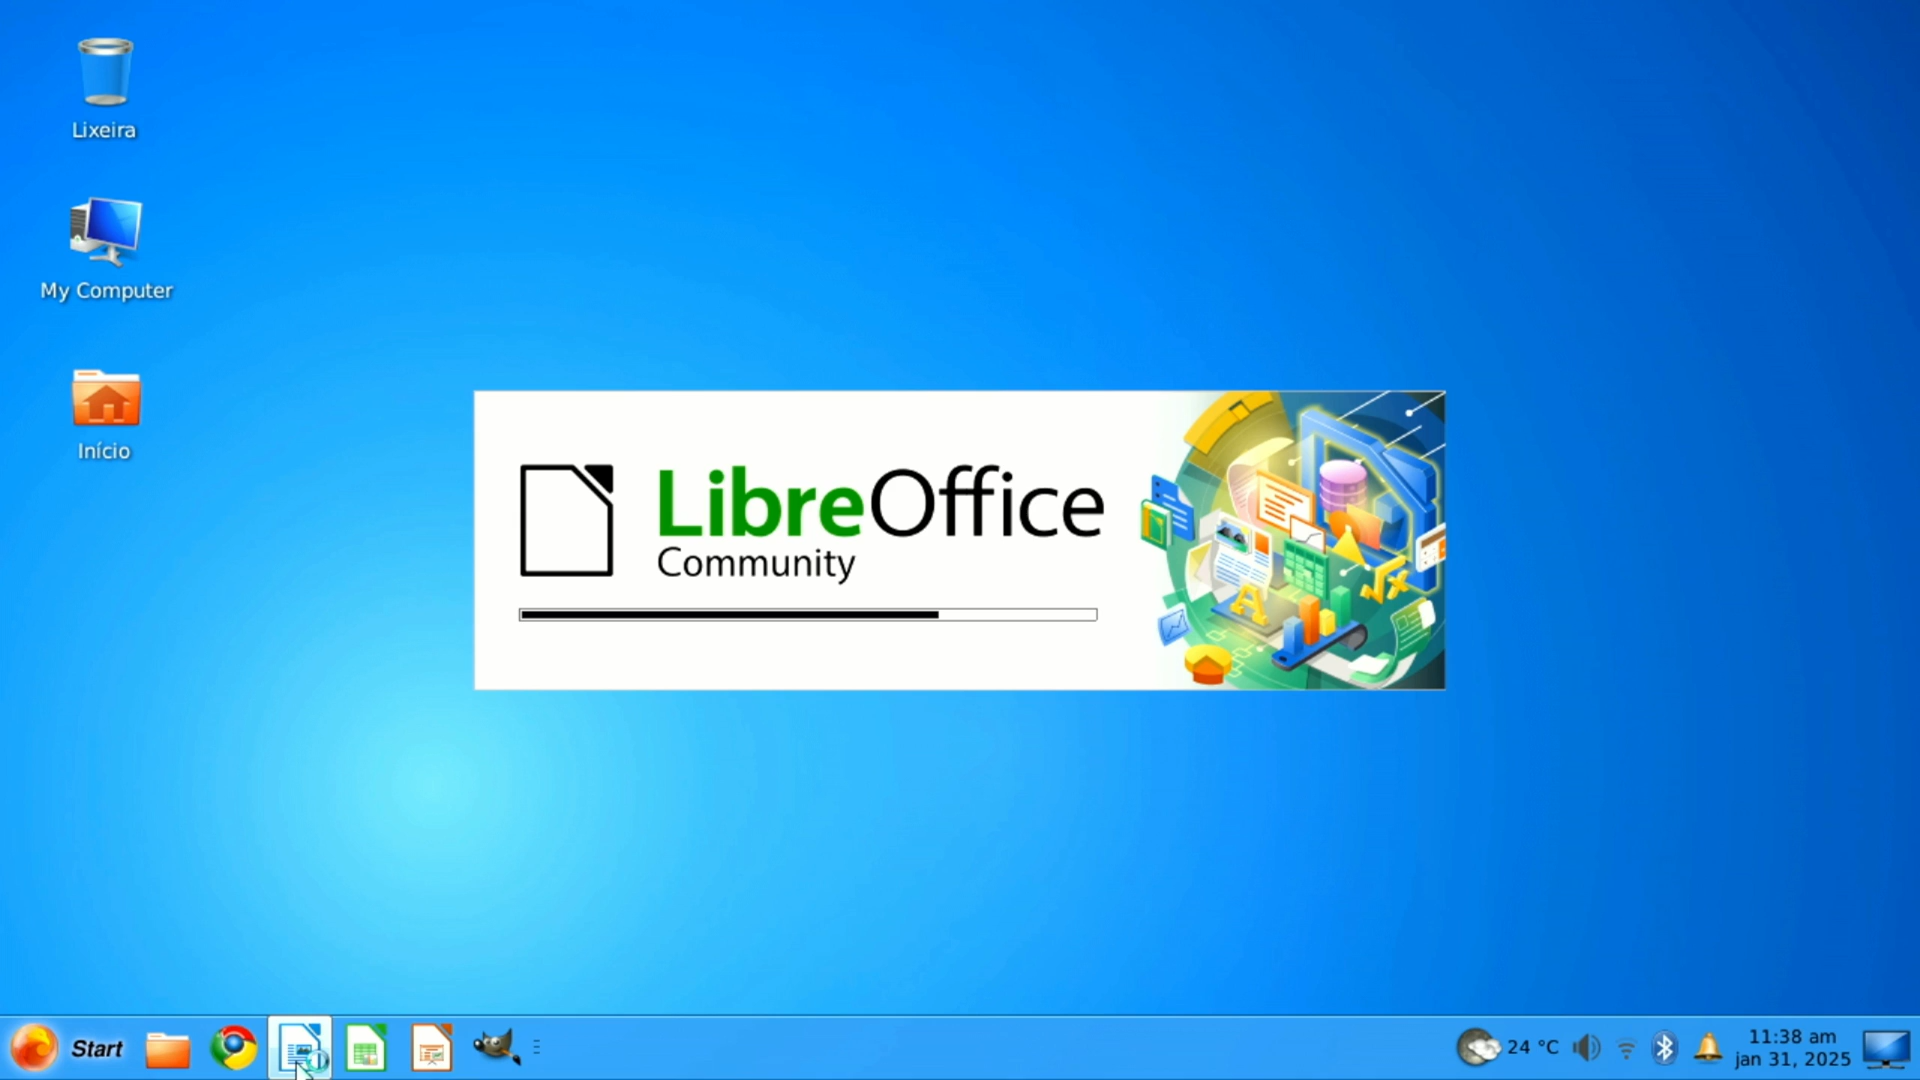 Lixeira
My Computer
Início
LibreOffice
Community
Start
24 °C
11:38 am
jan 31, 2025